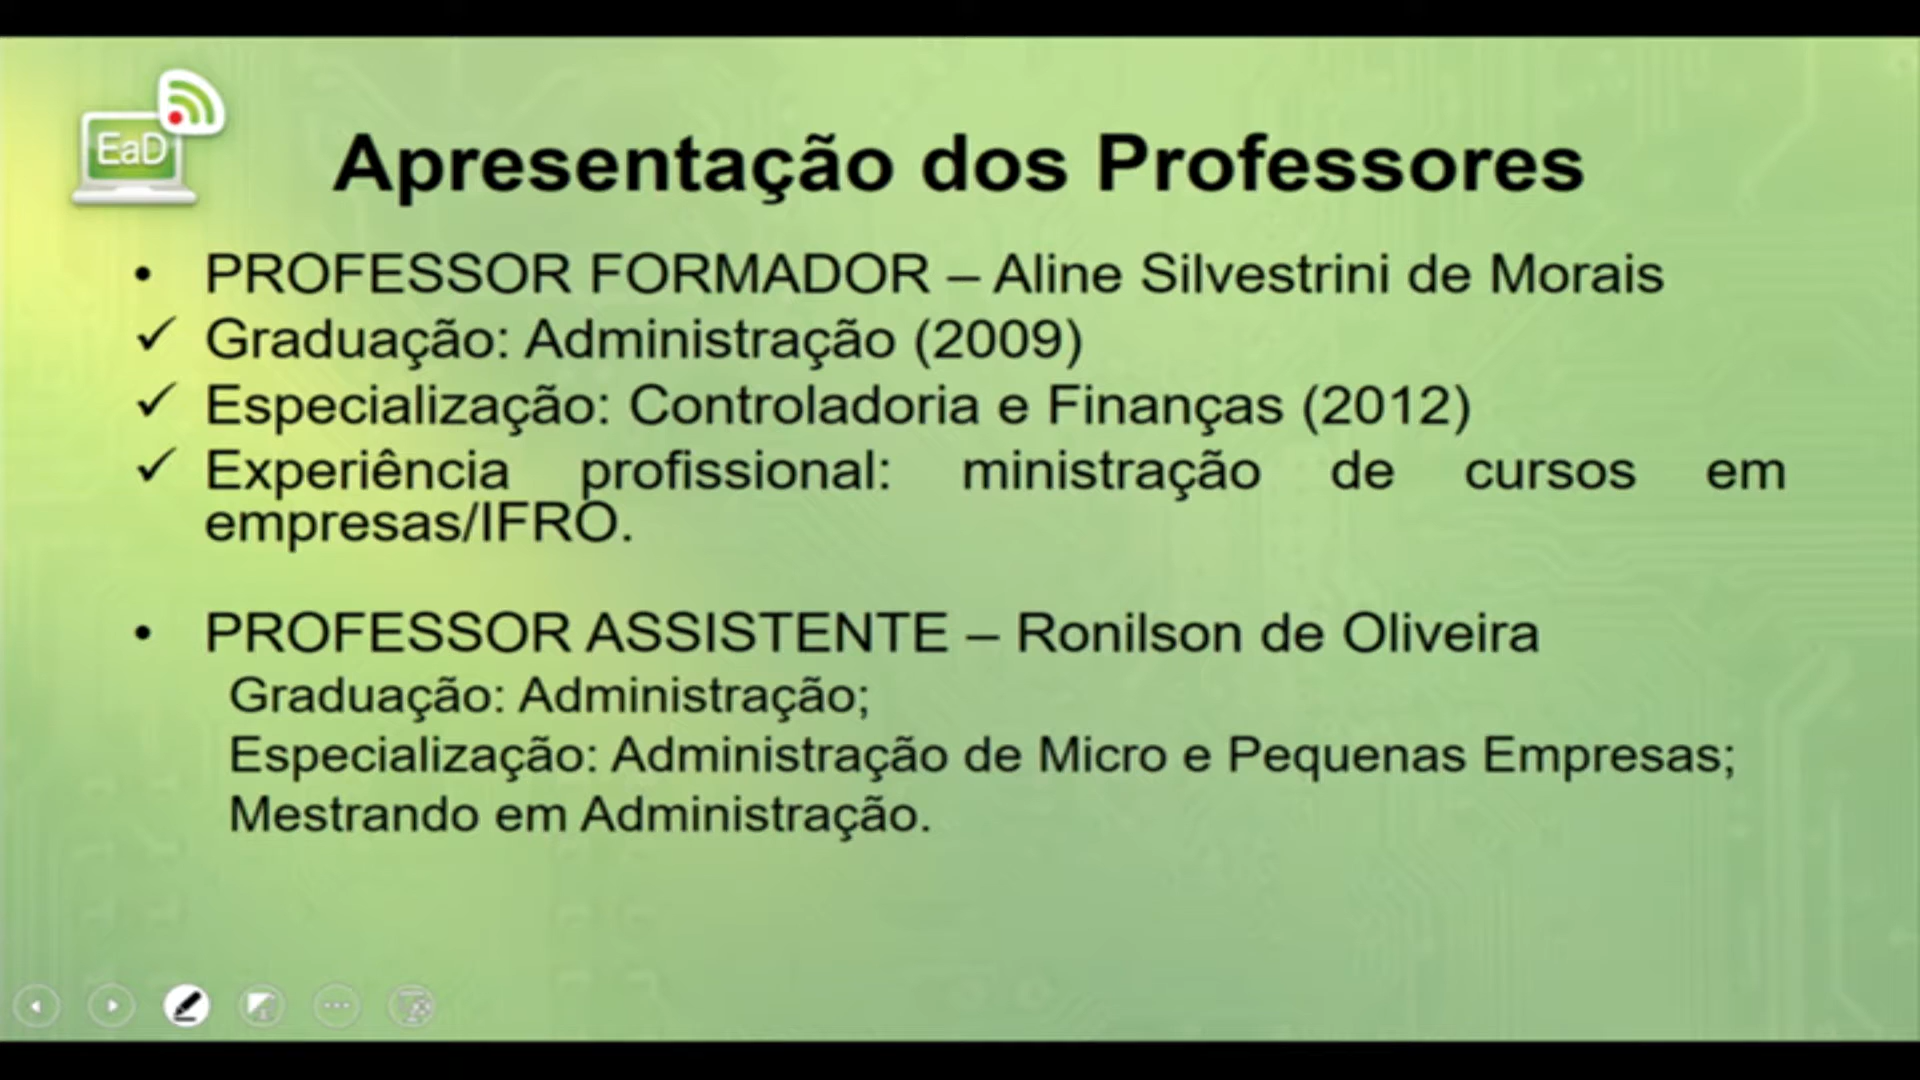 EaD
Apresentação dos Professores
• PROFESSOR FORMADOR – Aline Silvestrini de Morais
✓ Graduação: Administração (2009)
✓ Especialização: Controladoria e Finanças (2012)
✓ Experiência profissional: ministração de cursos em
empresas/IFRO.
• PROFESSOR ASSISTENTE – Ronilson de Oliveira
Graduação: Administração;
Especialização: Administração de Micro e Pequenas Empresas;
Mestrando em Administração.